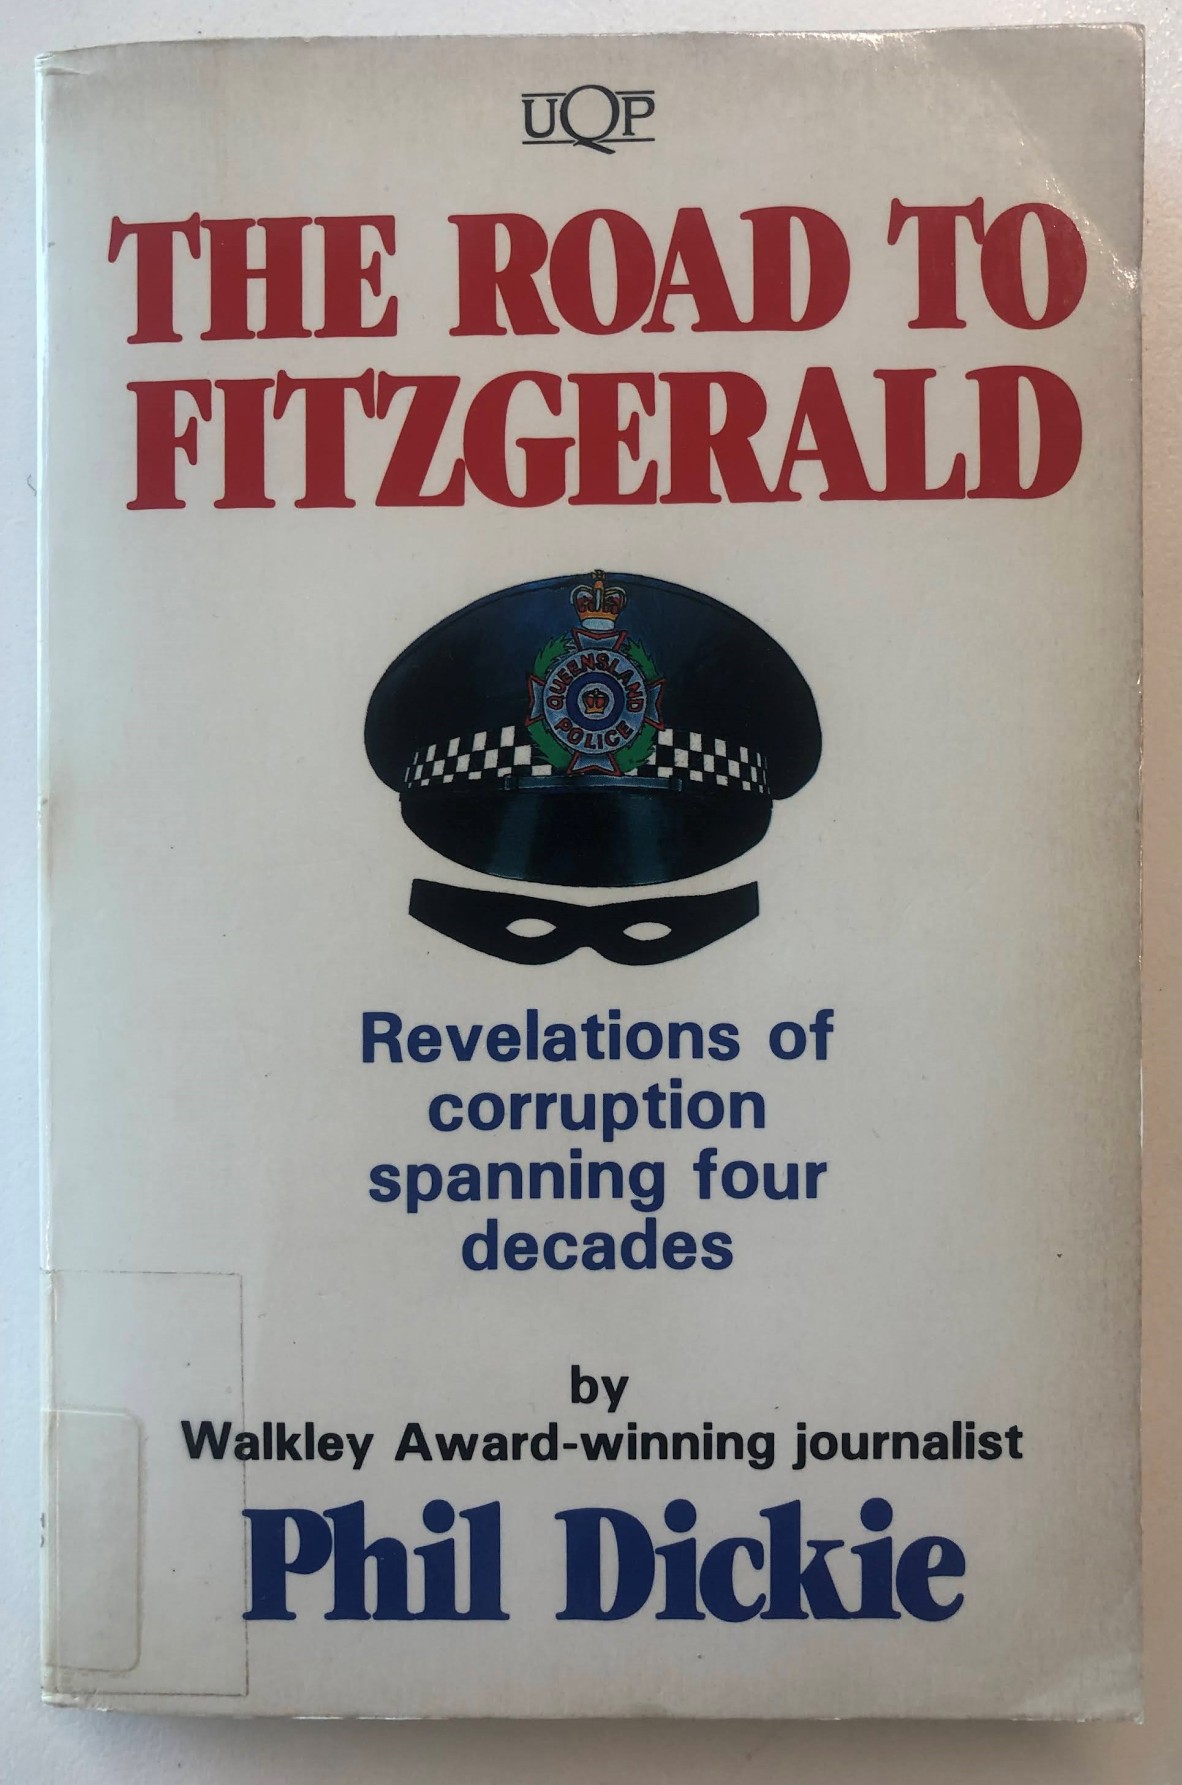 UQP
THE ROAD TO
FITZGERALD
QUEENSLAND
POLICE
Revelations of
corruption
spanning four
decades
by
Walkley Award-winning journalist
Phil Dickie